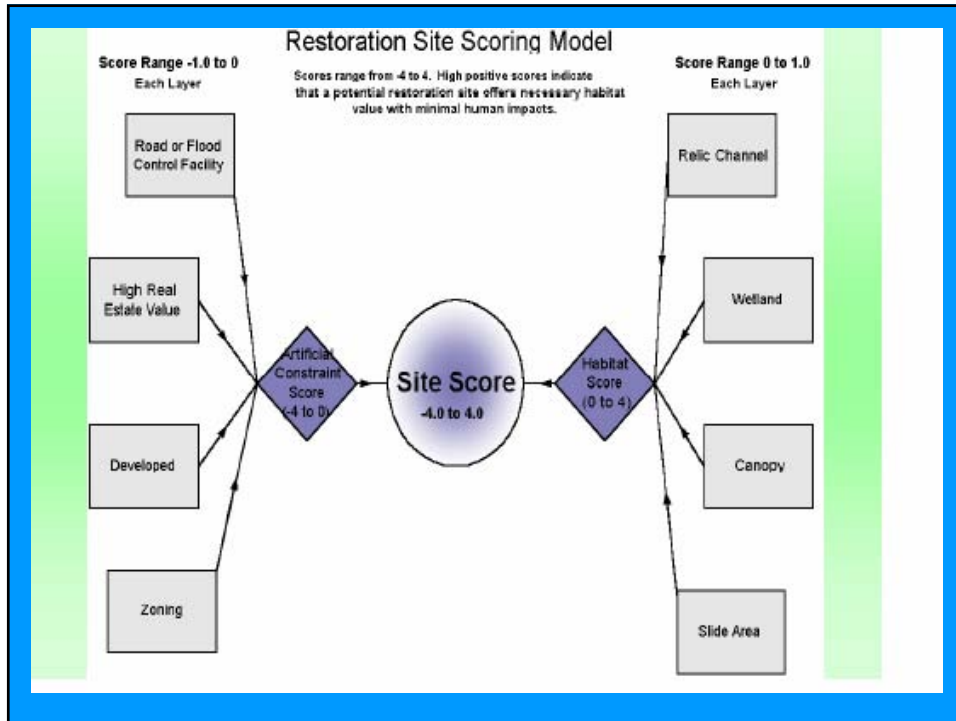 Restoration Site Scoring Model
Score Range -1.0 to 0
Each Layer
Scores range from -4 to 4. High positive scores indicate
that a potential restoration site offers necessary habitat
value with minimal human impacts.
Score Range 0 to 1.0
Each Layer
Road or Flood
Control Facility
High Real
Estate Value
Developed
Zoning
Artificial
Constraint
Score
(-4 to 0)
Site Score
-4.0 to 4.0
Habitat
Score
(0 to 4)
Relic Channel
Wetland
Canopy
Slide Area